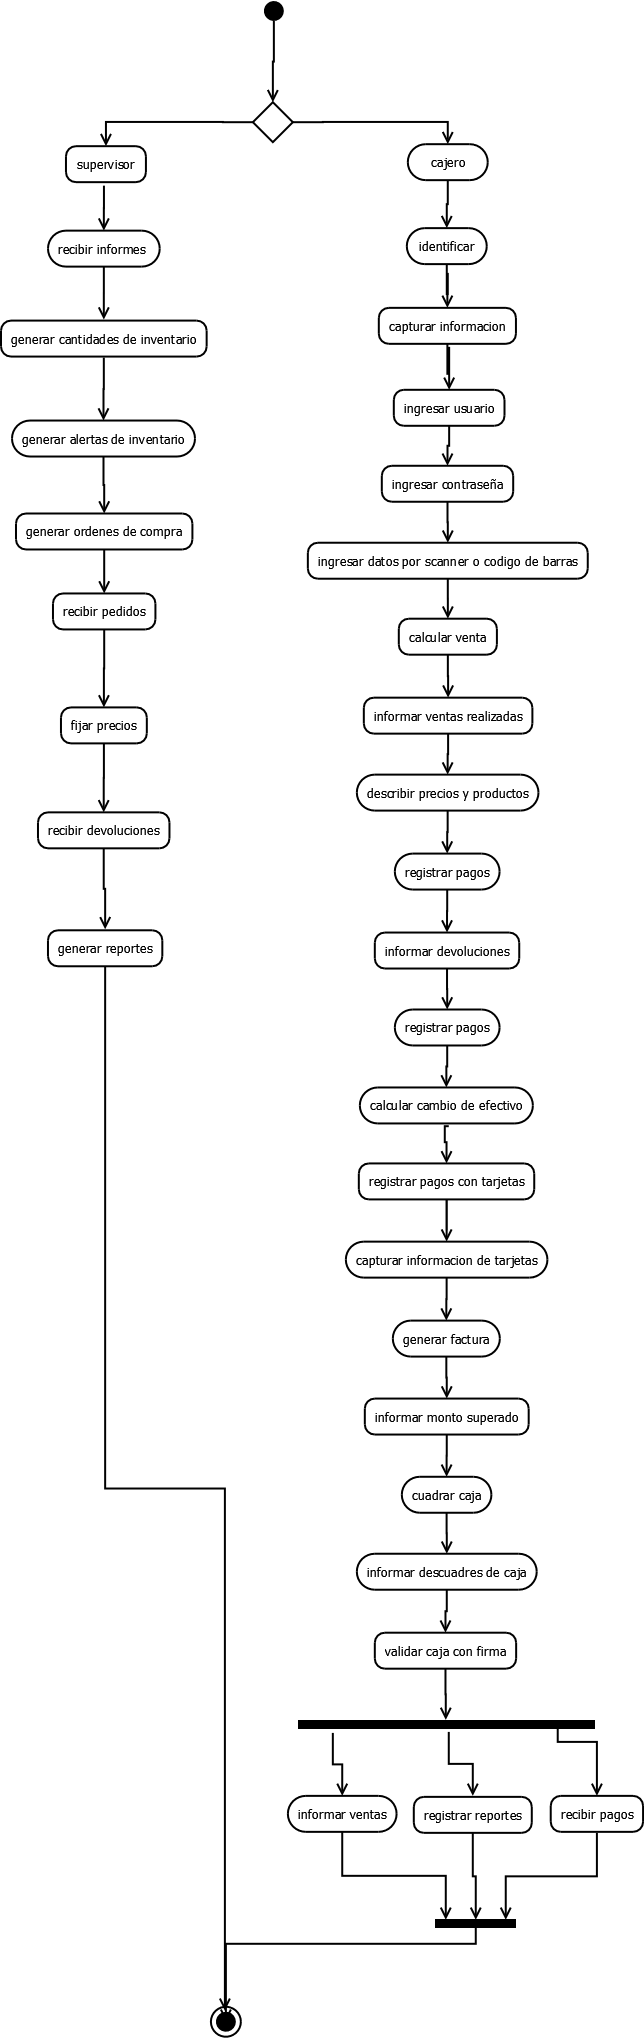 supervisor
recibir informes
generar cantidades de inventario
generar alertas de inventario
generar ordenes de compra
recibir pedidos
fijar precios
recibir devoluciones
generar reportes
cajero
identificar
capturar informacion
ingresar usuario
ingresar contraseña
ingresar datos por scanner o codigo de barras
calcular venta
informar ventas realizadas
describir precios y productos
registrar pagos
informar devoluciones
registrar pagos
calcular cambio de efectivo
registrar pagos con tarjetas
capturar informacion de tarjetas
generar factura
informar monto superado
cuadrar caja
informar descuadres de caja
validar caja con firma
informar ventas
registrar reportes
recibir pagos